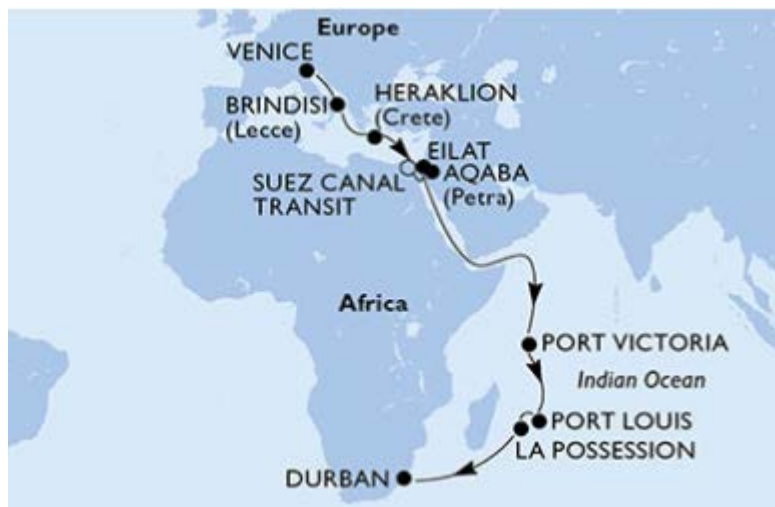 Europe
VENICE
BRINDISI
(Lecce)
HERAKLION
(Crete)
EILAT
AQABA
(Petra)
SUEZ CANAL
TRANSIT
Africa
PORT VICTORIA
Indian Ocean
PORT LOUIS
LA POSSESSION
DURBAN